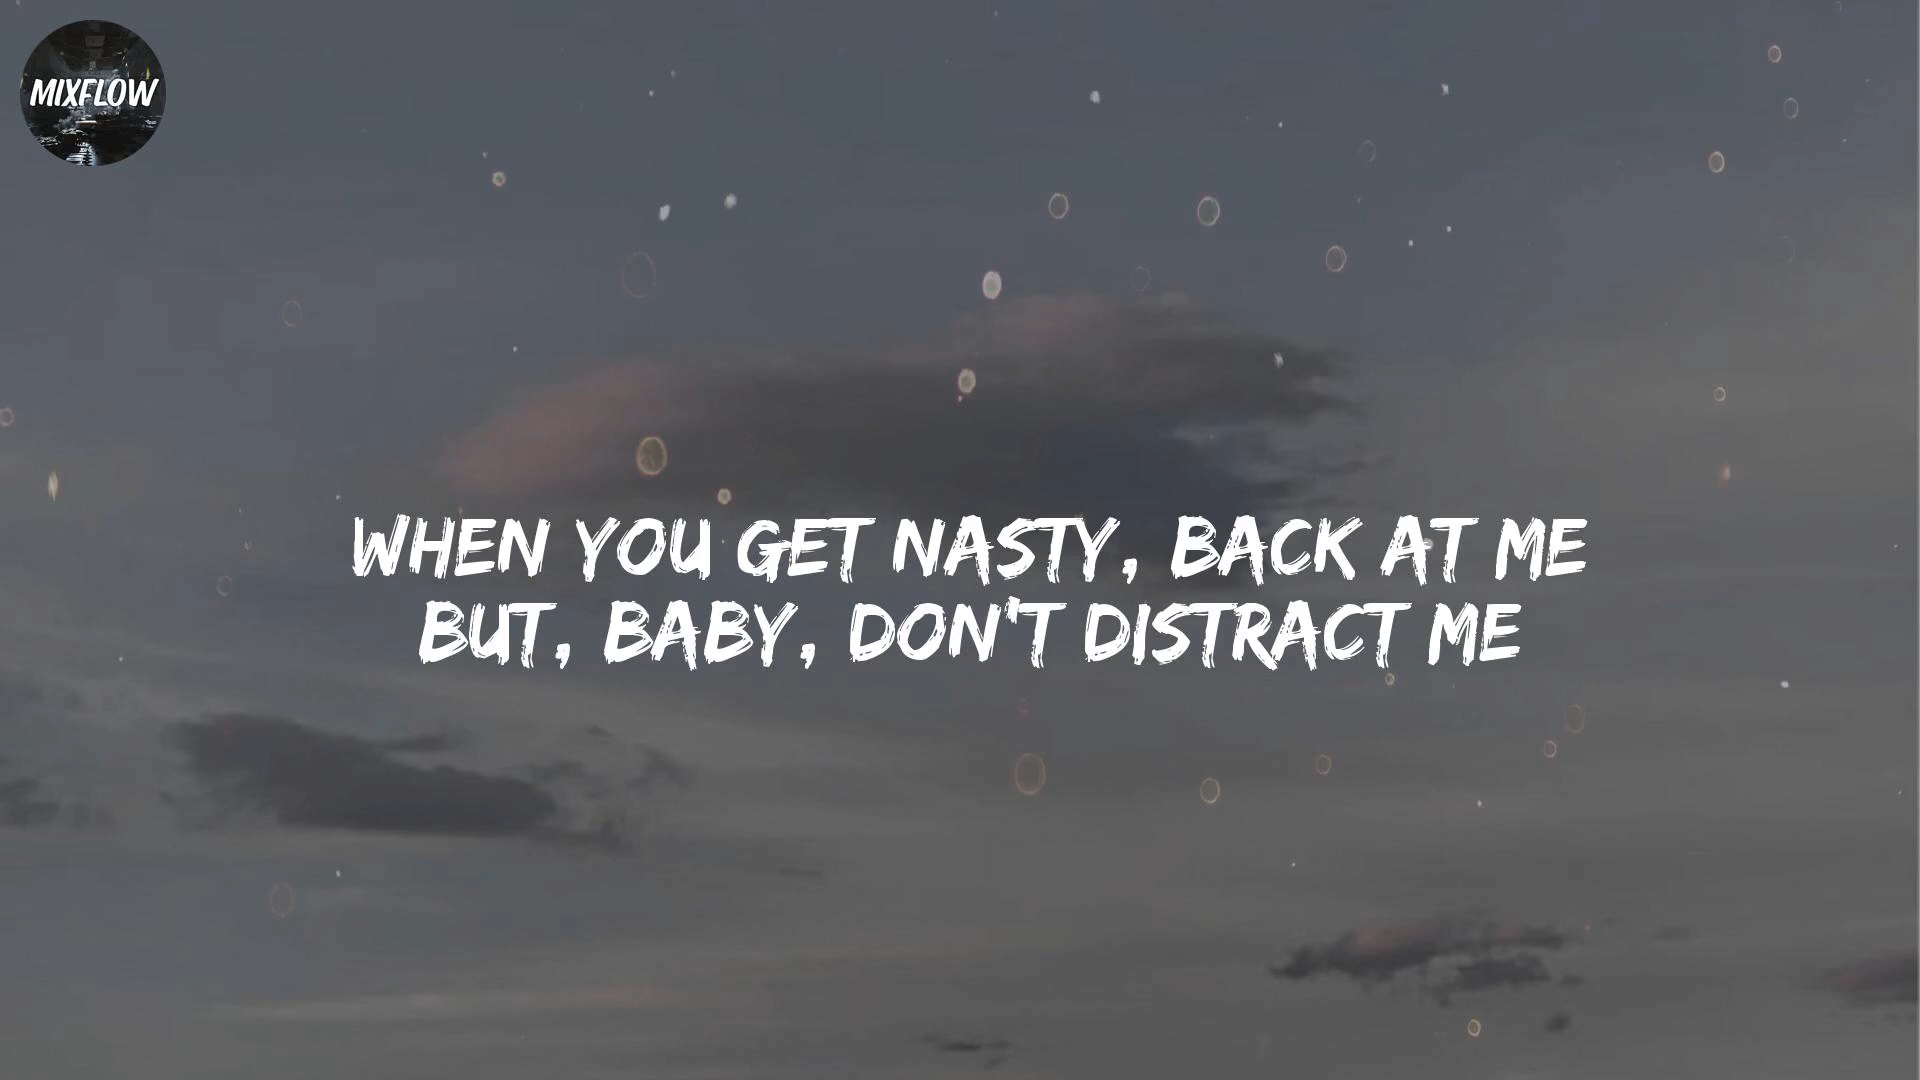 MIXFLOW
WHEN YOU GET NASTY, BACK AT ME
BUT, BABY, DON'T DISTRACT ME